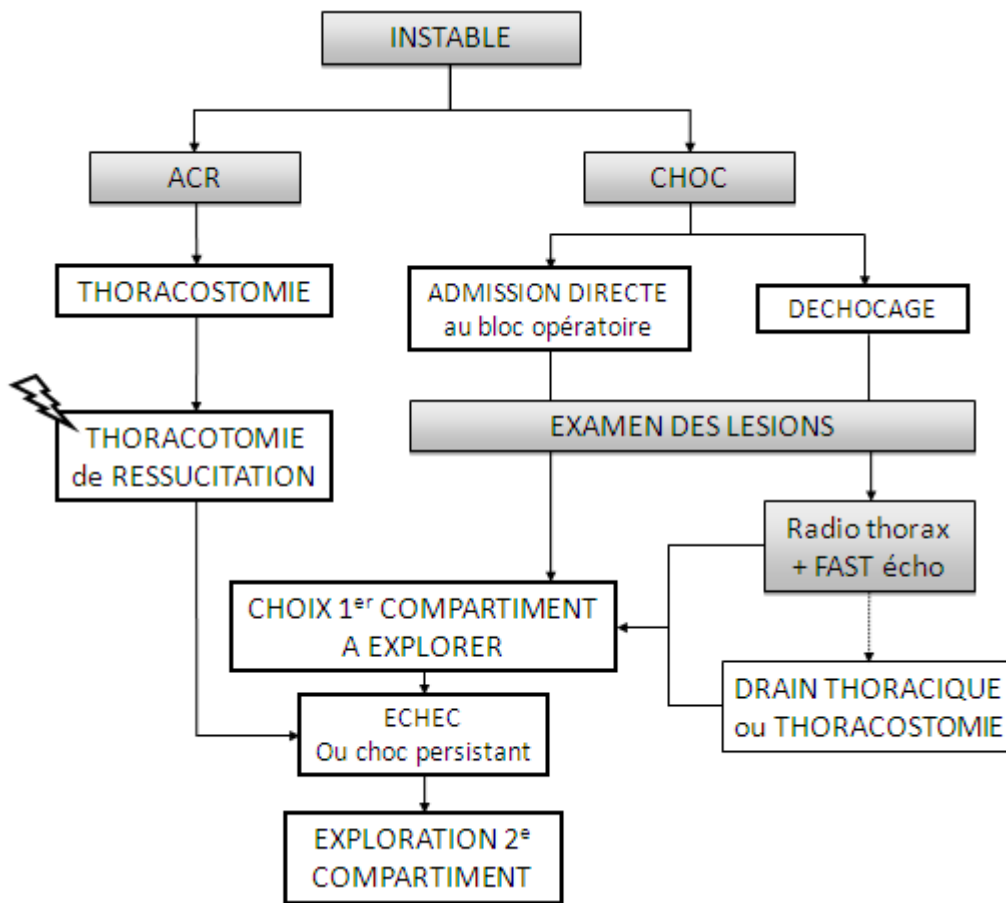 INSTABLE
ACR
CHOC
THORACOSTOMIE
ADMISSION DIRECTE
au bloc opératoire
DECHOCAGE
THORACOTOMIE
de RESSUCITATION
EXAMEN DES LESIONS
Radio thorax
+ FAST écho
CHOIX 1er COMPARTIMENT
A EXPLORER
DRAIN THORACIQUE
ou THORACOSTOMIE
ECHEC
Ou choc persistant
EXPLORATION 2e
COMPARTIMENT